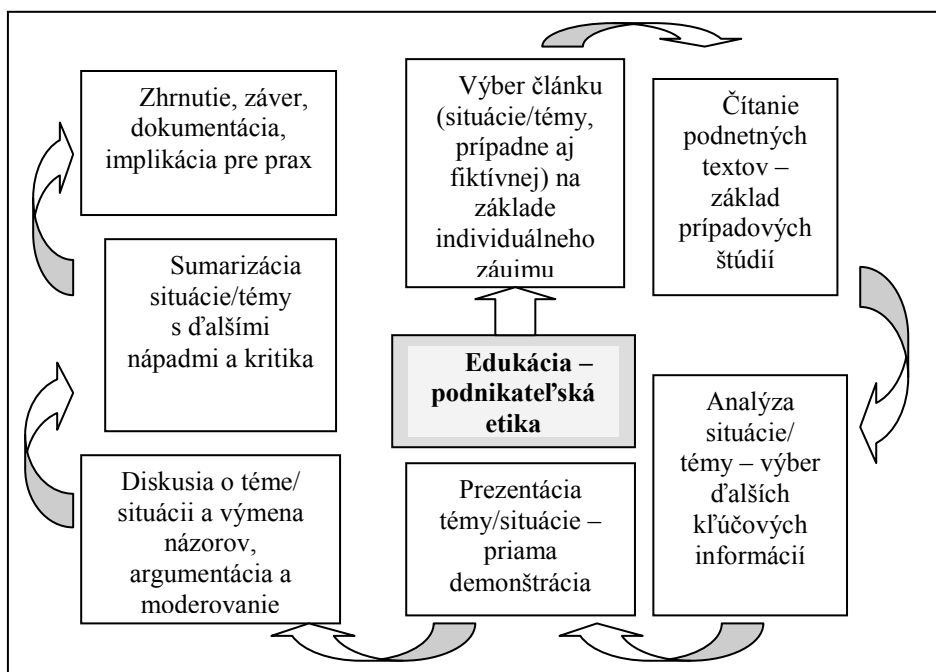 Zhrnutie, záver,
dokumentácia,
implikácia pre prax
Výber článku
(situácie/témy,
prípadne aj
fiktívnej) na
základe
individuálneho
záujmu
Čítanie
podnetných
textov –
základ
prípadových
štúdií
Sumarizácia
situácie/témy
s ďalšími
nápadmi a kritika
Edukácia –
podnikateľská
etika
Analýza
situácie/
témy – výber
ďalších
kľúčových
informácií
Diskusia o téme/
situácii a výmena
názorov,
argumentácia a
moderovanie
Prezentácia
témy/situácie –
priama
demonštrácia